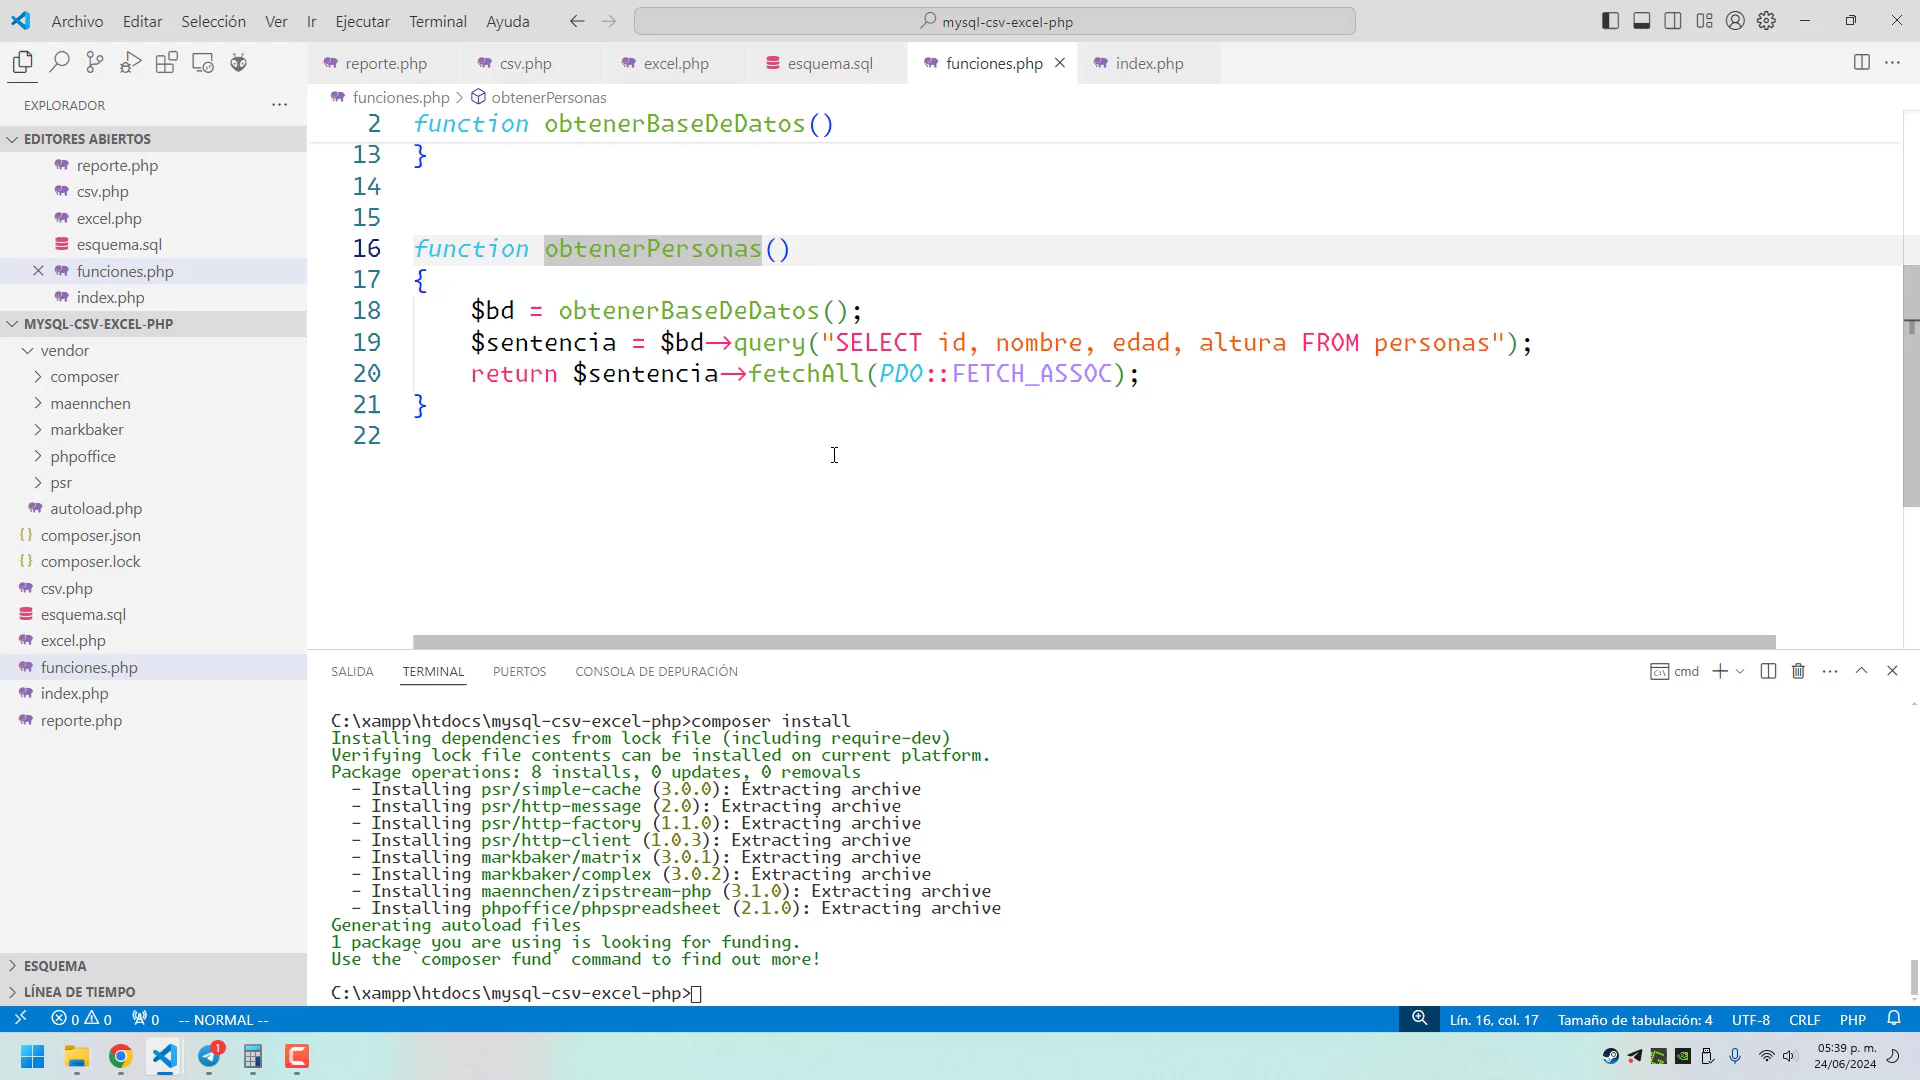 Archivo Editar Selección Ver Ir Ejecutar Terminal Ayuda
mysql-csv-excel-php
reporte.php
csv.php
excel.php
esquema.sql
funciones.php
index.php
EXPLORADOR
EDITORES ABIERTOS
reporte.php
csv.php
excel.php
esquema.sql
funciones.php
index.php
MYSQL-CSV-EXCEL-PHP
vendor
composer
maennchen
markbaker
phpoffice
psr
autoload.php
composer.json
composer.lock
csv.php
esquema.sql
excel.php
funciones.php
index.php
reporte.php
ESQUEMA
LÍNEA DE TIEMPO
funciones.php > obtenerPersonas
2 function obtenerBaseDeDatos()
13 }
14
15
16 function obtenerPersonas()
17 {
18 $bd = obtenerBaseDeDatos();
19 $sentencia = $bd->query("SELECT id, nombre, edad, altura FROM personas");
20 return $sentencia->fetchAll(PDO::FETCH_ASSOC);
21 }
22
SALIDA TERMINAL PUERTOS CONSOLA DE DEPURACIÓN
cmd
C:\xampp\htdocs\mysql-csv-excel-php>composer install
Installing dependencies from lock file (including require-dev)
Verifying lock file contents can be installed on current platform.
Package operations: 8 installs, 0 updates, 0 removals
- Installing psr/simple-cache (3.0.0): Extracting archive
- Installing psr/http-message (2.0): Extracting archive
- Installing psr/http-factory (1.1.0): Extracting archive
- Installing psr/http-client (1.0.3): Extracting archive
- Installing markbaker/matrix (3.0.1): Extracting archive
- Installing markbaker/complex (3.0.2): Extracting archive
- Installing maennchen/zipstream-php (3.1.0): Extracting archive
- Installing phpoffice/phpspreadsheet (2.1.0): Extracting archive
Generating autoload files
1 package you are using is looking for funding.
Use the `composer fund` command to find out more!
C:\xampp\htdocs\mysql-csv-excel-php>
0 0 0 -- NORMAL --
Lín. 16, col. 17 Tamaño de tabulación: 4 UTF-8 CRLF PHP
1
05:39 p. m.
24/06/2024